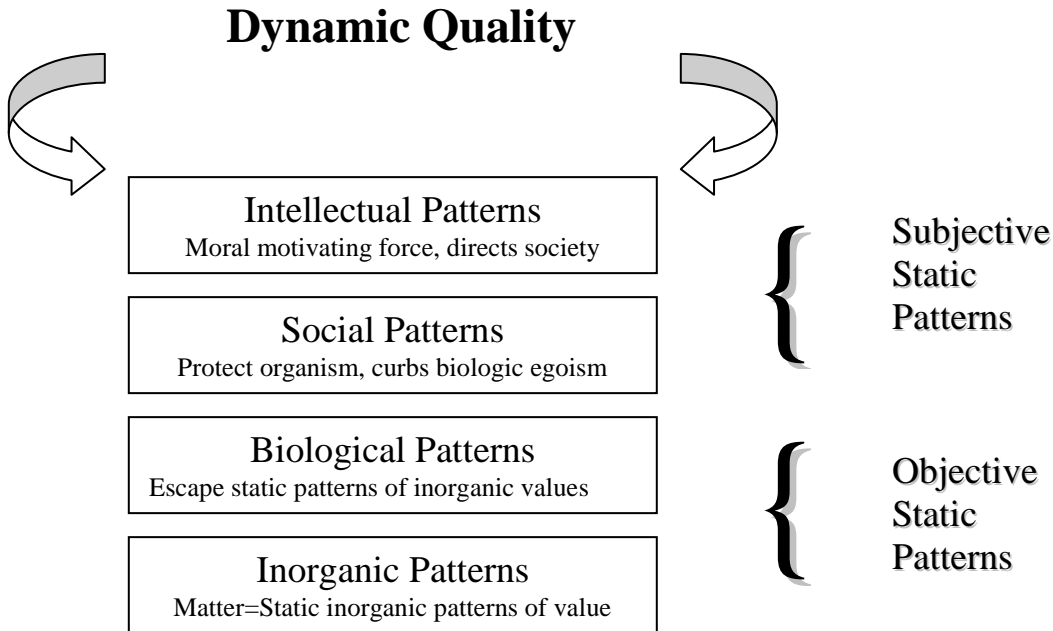 Dynamic Quality
Intellectual Patterns
Moral motivating force, directs society
Social Patterns
Protect organism, curbs biologic egoism
Subjective
Static
Patterns
Biological Patterns
Escape static patterns of inorganic values
Inorganic Patterns
Matter=Static inorganic patterns of value
Objective
Static
Patterns